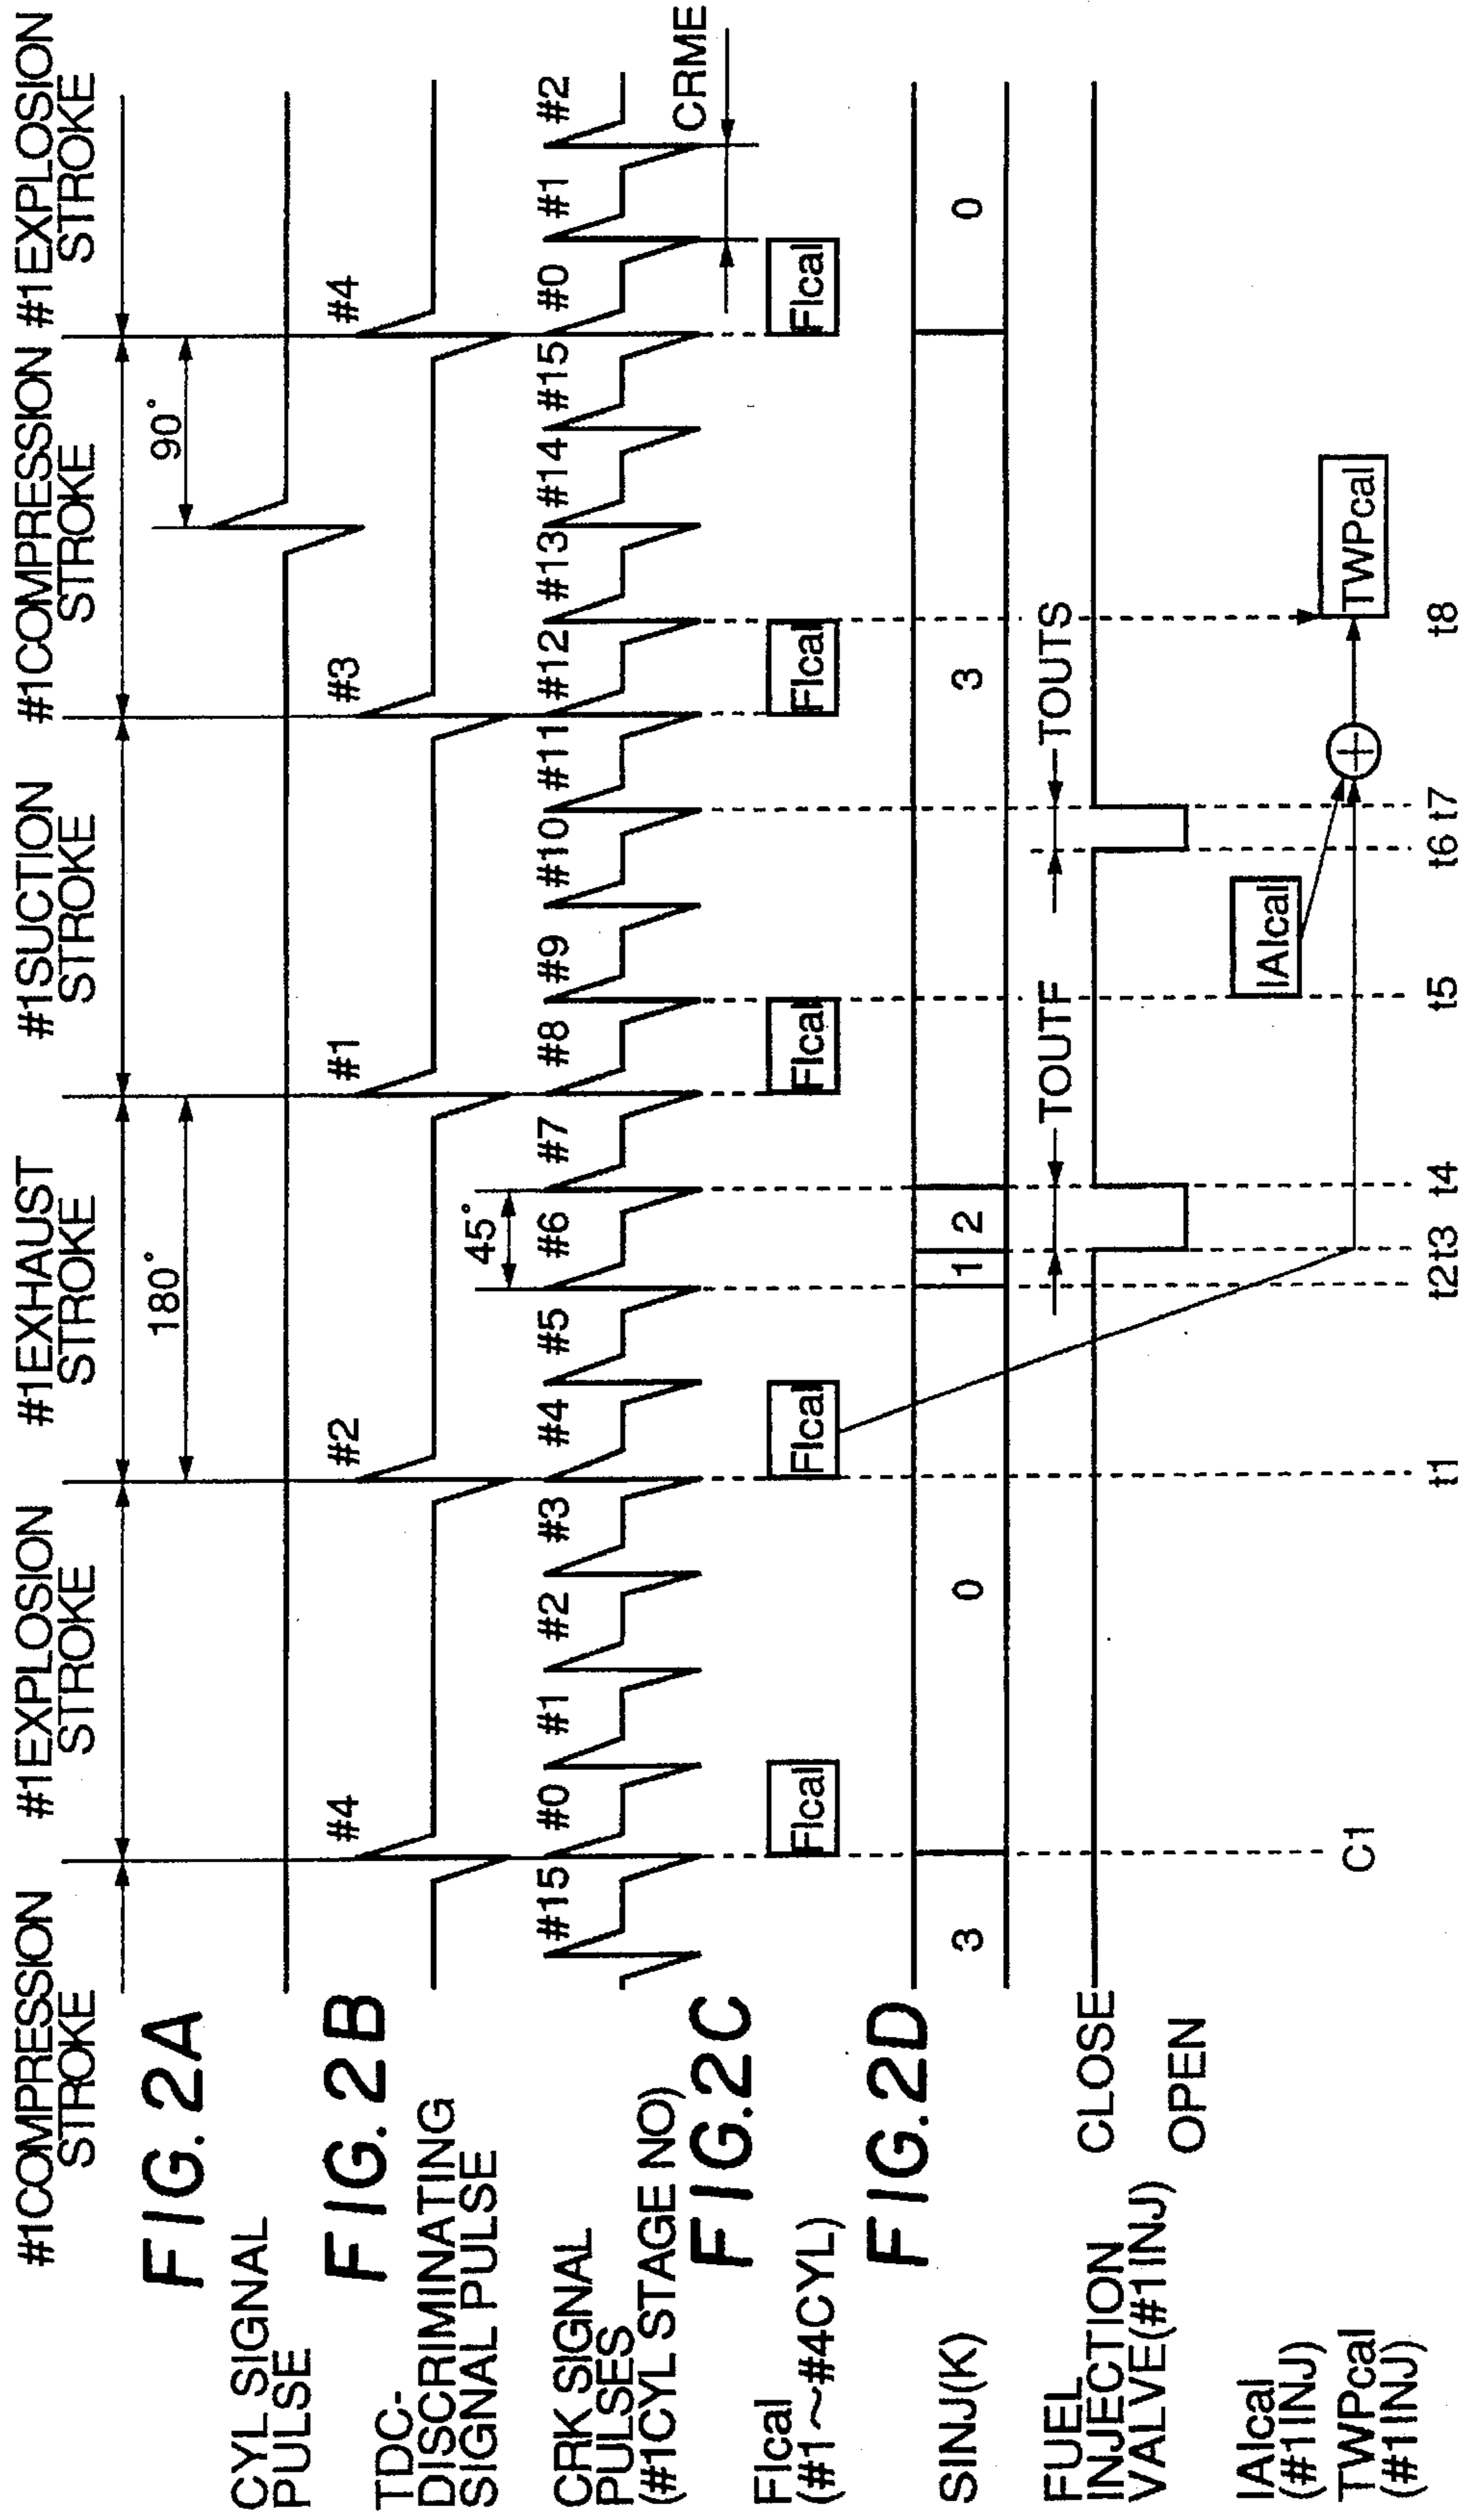 #1COMPRESSION
STROKE
#1EXPLOSION
STROKE
#1EXHAUST
STROKE
#1SUCTION
STROKE
#1COMPRESSION
STROKE
#1EXPLOSION
STROKE
FIG. 2A
180°
90°
CYL SIGNAL
PULSE
FIG. 2B
#4
#2
#1
#3
#4
TDC-
DISCRIMINATING
SIGNAL PULSE
45°
CRK SIGNAL
PULSES
(#1CYL STAGE NO)
#15
#0
#1
#2
#3
#4
#5
#6
#7
#8
#9
#10
#11
#12
#13
#14
#15
#0
#1
#2
CRME
FIG.2C
FIcal
(#1~#4CYL)
FIcal
FIcal
FIcal
FIcal
FIcal
FIG.2D
SINJ(K)
3
0
1
2
3
0
FUEL
INJECTION
VALVE(#1INJ)
CLOSE
OPEN
TOUTF
TOUTS
IAIcal
(#1INJ)
IAIcal
TWPcal
(#1INJ)
TWPcal
C1
t1
t2
t3
t4
t5
t6
t7
t8